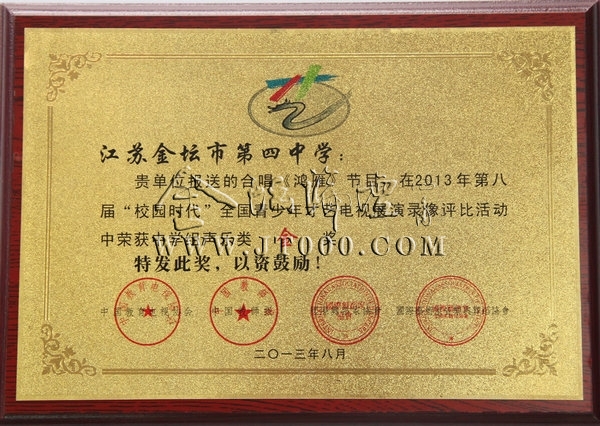 江苏金坛市第四中学：
贵单位报送的合唱《鸿雁》节目，在2013年第八
届“校园时代”全国青少年才艺电视展演录像评比活动
中荣获中学组声乐类 金 奖
特发此奖，以资鼓励！
WWW.JT000.COM
二〇一三年八月